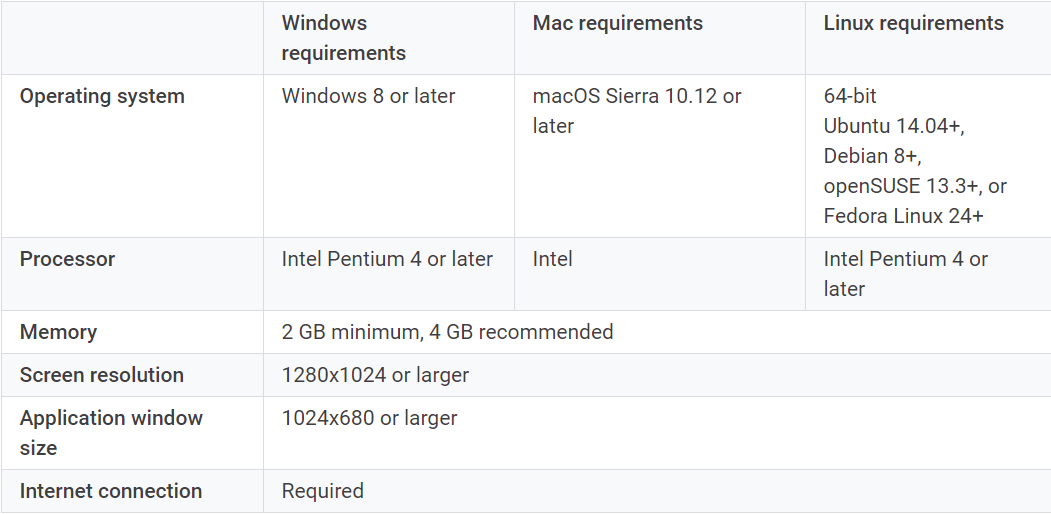 Windows requirements
Mac requirements
Linux requirements
Operating system
Windows 8 or later
macOS Sierra 10.12 or
later
64-bit
Ubuntu 14.04+,
Debian 8+,
openSUSE 13.3+, or
Fedora Linux 24+
Processor
Intel Pentium 4 or later
Intel
Intel Pentium 4 or
later
Memory
2 GB minimum, 4 GB recommended
Screen resolution
1280x1024 or larger
Application window
size
1024x680 or larger
Internet connection
Required